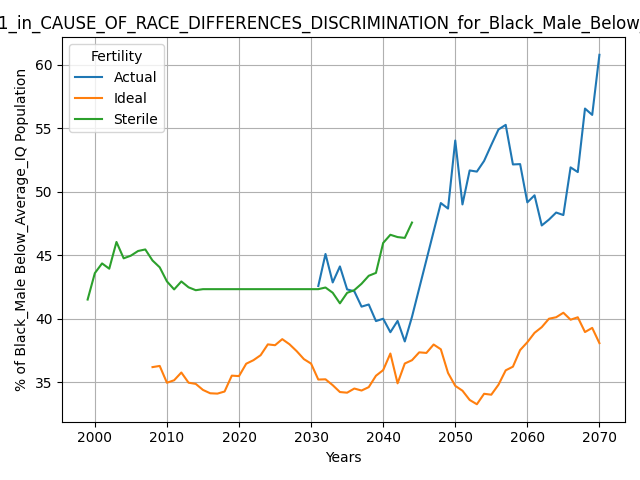 1_in_CAUSE_OF_RACE_DIFFERENCES_DISCRIMINATION_for_Black_Male_Below_
Fertility
Actual
Ideal
Sterile
% of Black_Male Below_Average_IQ Population
60
55
50
45
40
35
2000 2010 2020 2030 2040 2050 2060 2070
Years